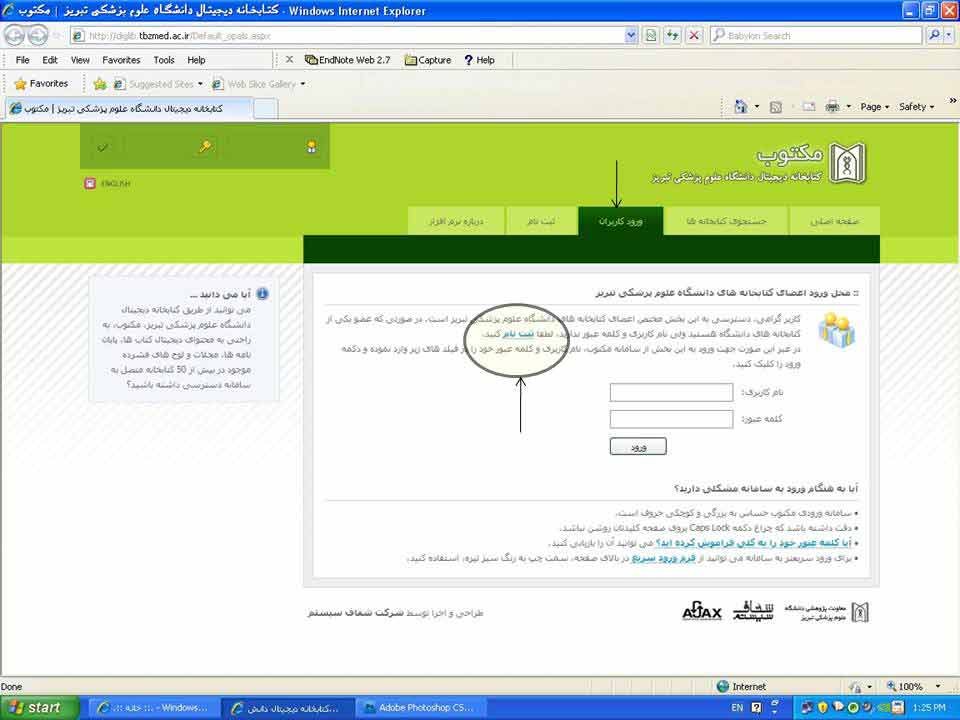 کتابخانه دیجیتال دانشگاه علوم پزشکی تبریز | مکتوب - Windows Internet Explorer
http://diglib.tbzmed.ac.ir/Default_opals.aspx
Babylon Search
File Edit View Favorites Tools Help
EndNote Web 2.7 Capture Help
Favorites Suggested Sites Web Slice Gallery
کتابخانه دیجیتال دانشگاه علوم پزشکی تبریز | مکتوب
Page Safety
ENGLISH
مکتوب
کتابخانه دیجیتال دانشگاه علوم پزشکی تبریز
صفحه اصلی
جستجوی کتابخانه ها
ورود کاربران
ثبت نام
درباره نرم افزار
:: محل ورود اعضای کتابخانه های دانشگاه علوم پزشکی تبریز
کاربر گرامی، دسترسی به این بخش مختص اعضای کتابخانه های دانشگاه علوم پزشکی تبریز است. در صورتی که عضو یکی از
کتابخانه های دانشگاه هستید ولی نام کاربری و کلمه عبور ندارید، لطفا ثبت نام کنید.
در غیر این صورت جهت ورود به این بخش از سامانه مکتوب، نام کاربری و کلمه عبور خود را در فیلد های زیر وارد نموده و دکمه
ورود را کلیک کنید.
نام کاربری:
کلمه عبور:
ورود
آیا به هنگام ورود به سامانه مشکلی دارید؟
• سامانه ورودی مکتوب حساس به بزرگی و کوچکی حروف است.
• دقت داشته باشد که چراغ دکمه Caps Lock بروی صفحه کلیدتان روشن نباشد.
• آیا کلمه عبور خود را به کلی فراموش کرده اید؟ می توانید آن را بازیابی کنید.
• برای ورود سریعتر به سامانه می توانید از فرم ورود سریع در بالای صفحه، سمت چپ به رنگ سبز تیره، استفاده کنید.
آیا می دانید ...
می توانید از طریق کتابخانه دیجیتال
دانشگاه علوم پزشکی تبریز، مکتوب، به
راحتی به محتوای دیجیتال کتاب ها، پایان
نامه ها، مجلات و لوح های فشرده
موجود در بیش از 50 کتابخانه متصل به
سامانه دسترسی داشته باشید؟
معاونت پژوهشی دانشگاه
علوم پزشکی تبریز
شفاف سیستم
AJAX
طراحی و اجرا توسط شرکت شفاف سیستم
Done
Internet
100%
start
.:: خانه ::. - Windows...
کتابخانه دیجیتال دانش...
Adobe Photoshop CS...
EN
1:25 PM